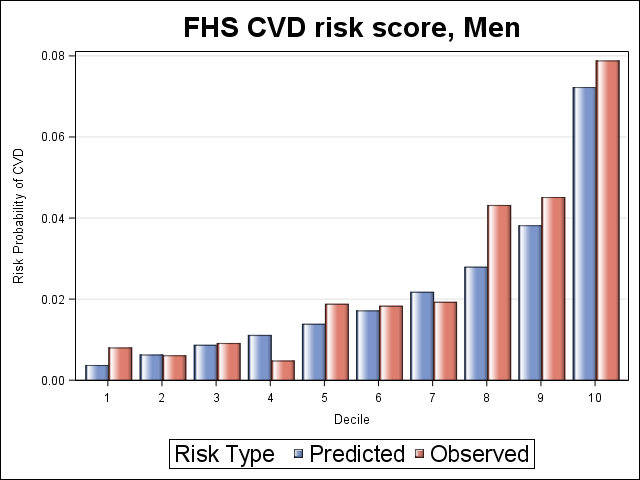 FHS CVD risk score, Men
0.08
0.06
0.04
0.02
0.00
Risk Probability of CVD
1 2 3 4 5 6 7 8 9 10
Decile
Risk Type Predicted Observed